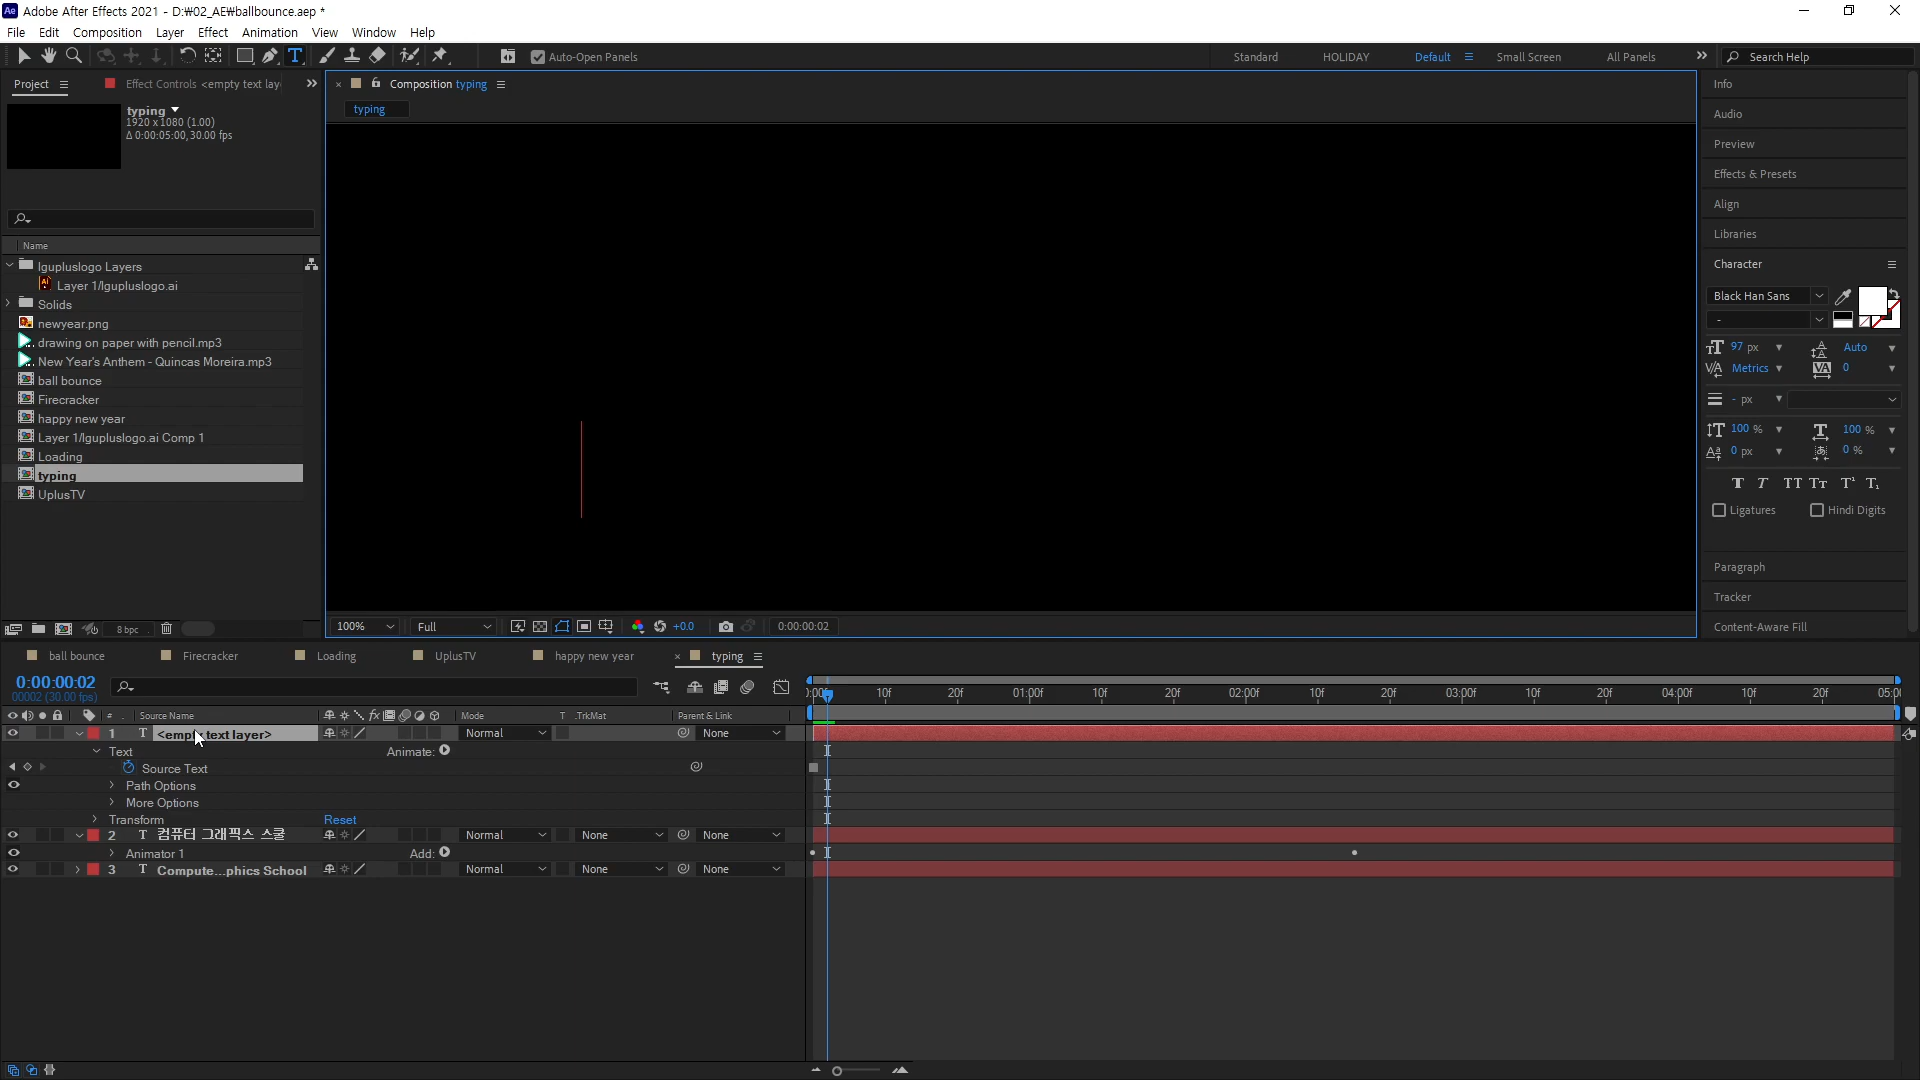 Adobe After Effects 2021 - D:₩02_AE₩ballbounce.aep *
File Edit Composition Layer Effect Animation View Window Help
Auto-Open Panels Standard HOLIDAY Default Small Screen All Panels Search Help
Project Effect Controls <empty text lay
Composition typing
typing
typing
1920 x 1080 (1.00)
Δ 0:00:05:00, 30.00 fps
Name
lgupluslogo Layers
Layer 1/lgupluslogo.ai
Solids
newyear.png
drawing on paper with pencil.mp3
New Year's Anthem - Quincas Moreira.mp3
ball bounce
Firecracker
happy new year
Layer 1/lgupluslogo.ai Comp 1
Loading
typing
UplusTV
8 bpc
100% Full +0.0 0:00:00:02
Info
Audio
Preview
Effects & Presets
Align
Libraries
Character
Black Han Sans
-
97 px Auto
Metrics 0
- px
100 % 100 %
0 px 0 %
T T TT Tт T¹ T₁
Ligatures Hindi Digits
Paragraph
Tracker
Content-Aware Fill
ball bounce Firecracker Loading UplusTV happy new year typing
0:00:00:02
00002 (30.00 fps)
10f 20f 01:00f 10f 20f 02:00f 10f 20f 03:00f 10f 20f 04:00f 10f 20f 05:0
# Source Name Mode T .TrkMat Parent & Link
1 T <empty text layer> Normal None
Text Animate:
Source Text
Path Options
More Options
Transform Reset
2 T 컴퓨터 그래픽스 스쿨 Normal None None
Animator 1 Add:
3 T Compute...phics School Normal None None